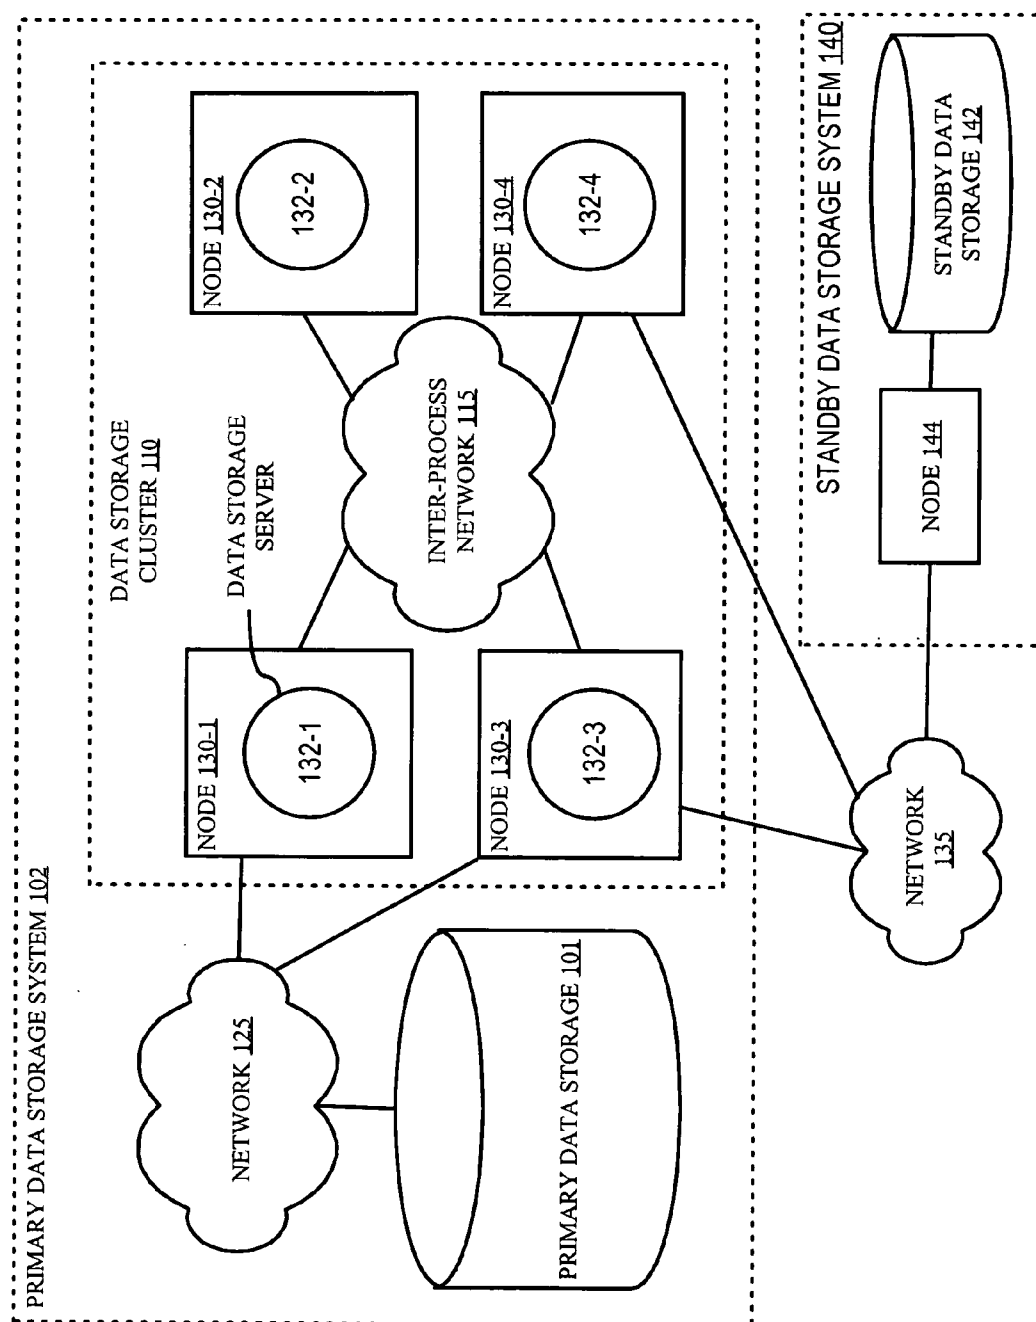 PRIMARY DATA STORAGE SYSTEM 102
DATA STORAGE
CLUSTER 110
DATA STORAGE
SERVER
NODE 130-1
132-1
NODE 130-2
132-2
NETWORK 125
INTER-PROCESS
NETWORK 115
NODE 130-3
132-3
NODE 130-4
132-4
PRIMARY DATA STORAGE 101
STANDBY DATA STORAGE SYSTEM 140
NETWORK
135
NODE 144
STANDBY DATA
STORAGE 142